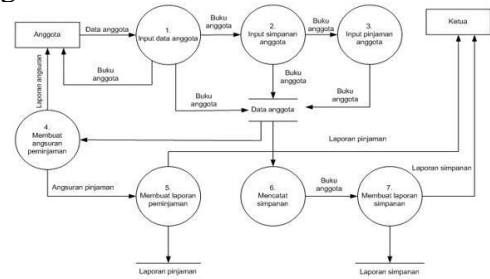 Anggota
Data anggota
1.
Input data anggota
Buku
anggota
2.
Input simpanan
anggota
Buku
anggota
3.
Input pinjaman
anggota
Ketua
Buku
anggota
Laporan angsuran
Buku
anggota
Buku
anggota
Buku
anggota
Data anggota
4.
Membuat
angsuran
peminjaman
Laporan pinjaman
Laporan simpanan
Angsuran pinjaman
5.
Membuat laporan
peminjaman
6.
Mencatat
simpanan
Buku
anggota
7.
Membuat laporan
simpanan
Laporan pinjaman
Laporan simpanan